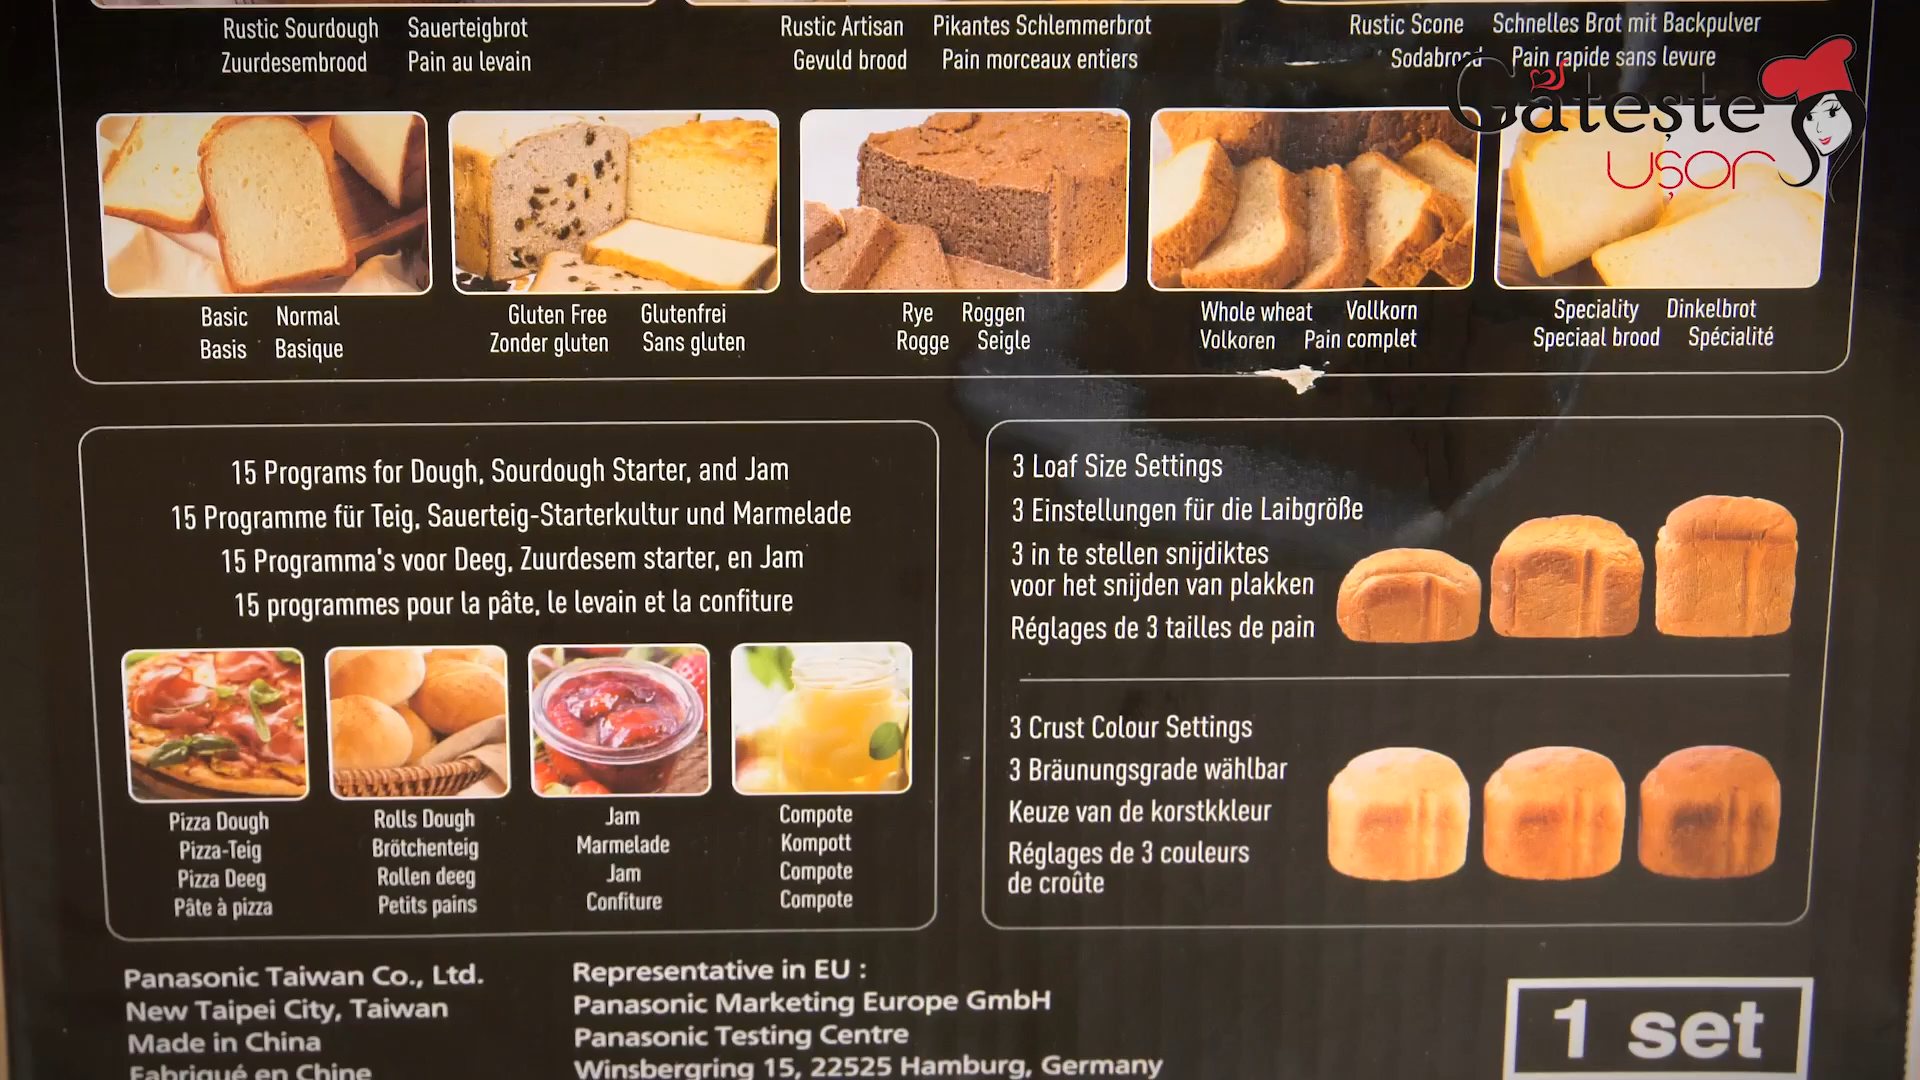 Rustic Sourdough Sauerteigbrot
Zuurdesembrood Pain au levain
Rustic Artisan Pikantes Schlemmerbrot
Gevuld brood Pain morceaux entiers
Rustic Scone Schnelles Brot mit Backpulver
Sodabrood Pain rapide sans levure
Gătește
ușor
Basic Normal
Basis Basique
Gluten Free Glutenfrei
Zonder gluten Sans gluten
Rye Roggen
Rogge Seigle
Whole wheat Vollkorn
Volkoren Pain complet
Speciality Dinkelbrot
Speciaal brood Spécialité
15 Programs for Dough, Sourdough Starter, and Jam
15 Programme für Teig, Sauerteig-Starterkultur und Marmelade
15 Programma's voor Deeg, Zuurdesem starter, en Jam
15 programmes pour la pâte, le levain et la confiture
Pizza Dough
Pizza-Teig
Pizza Deeg
Pâte à pizza
Rolls Dough
Brötchenteig
Rollen deeg
Petits pains
Jam
Marmelade
Jam
Confiture
Compote
Kompott
Compote
Compote
3 Loaf Size Settings
3 Einstellungen für die Laibgröße
3 in te stellen snijdiktes
voor het snijden van plakken
Réglages de 3 tailles de pain
3 Crust Colour Settings
3 Bräunungsgrade wählbar
Keuze van de korstkkleur
Réglages de 3 couleurs
de croûte
Panasonic Taiwan Co., Ltd.
New Taipei City, Taiwan
Made in China
Fabriqué en Chine
Representative in EU :
Panasonic Marketing Europe GmbH
Panasonic Testing Centre
Winsbergring 15, 22525 Hamburg, Germany
1 set